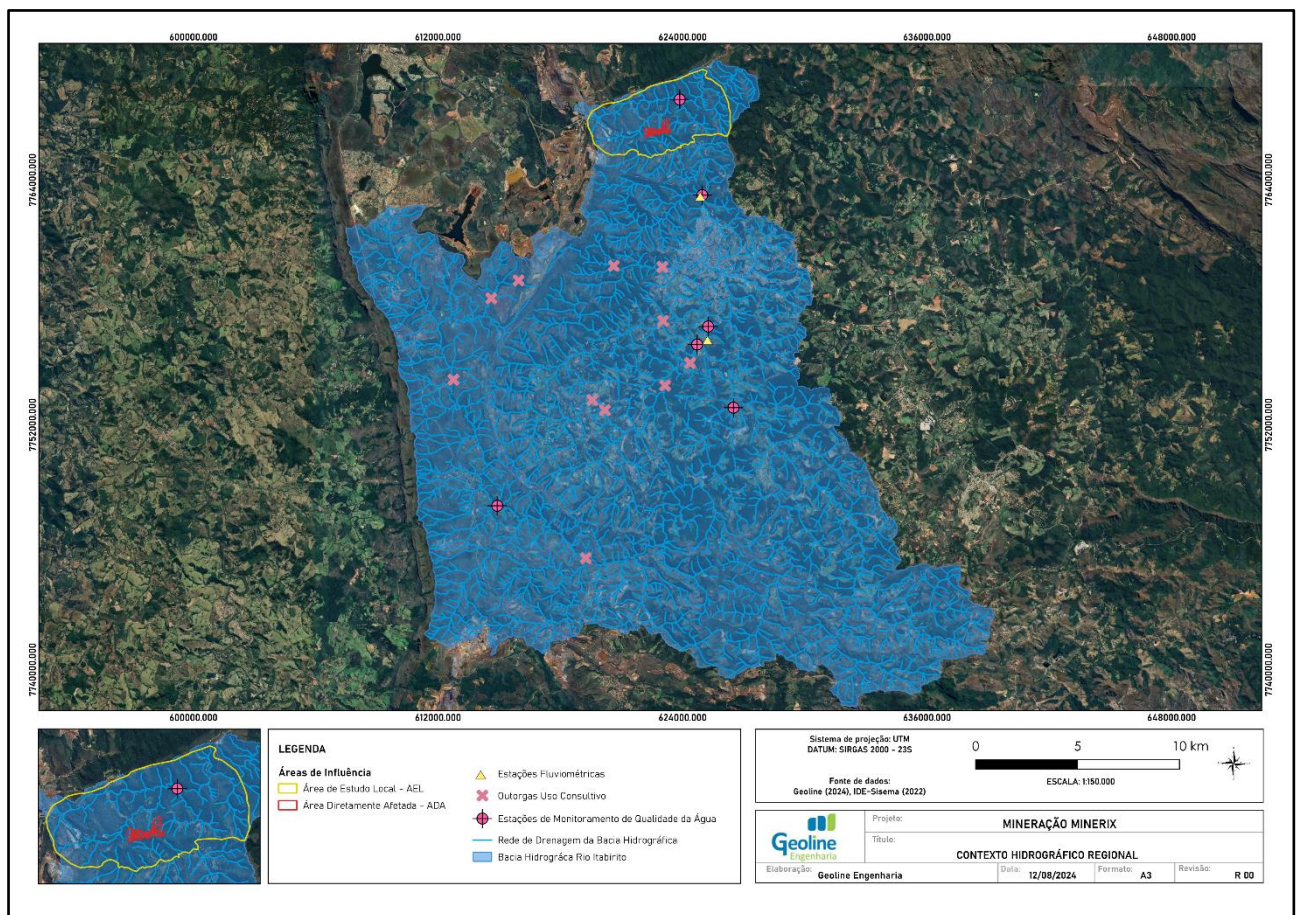 600000.000 612000.000 624000.000 636000.000 648000.000
7764000.000 7764000.000
7752000.000 7752000.000
7740000.000 7740000.000
600000.000 612000.000 624000.000 636000.000 648000.000
LEGENDA
Áreas de Influência
Área de Estudo Local - AEL
Área Diretamente Afetada - ADA
Estações Fluviométricas
Outorgas Uso Consultivo
Estações de Monitoramento de Qualidade da Água
Rede de Drenagem da Bacia Hidrográfica
Bacia Hidrográca Rio Itabirito
Sistema de projeção: UTM
DATUM: SIRGAS 2000 - 23S
Fonte de dados:
Geoline (2024), IDE-Sisema (2022)
0 5 10 km
ESCALA: 1:150.000
Geoline
Engenharia
Projeto:
MINERAÇÃO MINERIX
Título:
CONTEXTO HIDROGRÁFICO REGIONAL
Elaboração: Geoline Engenharia
Data: 12/08/2024
Formato: A3
Revisão: R 00